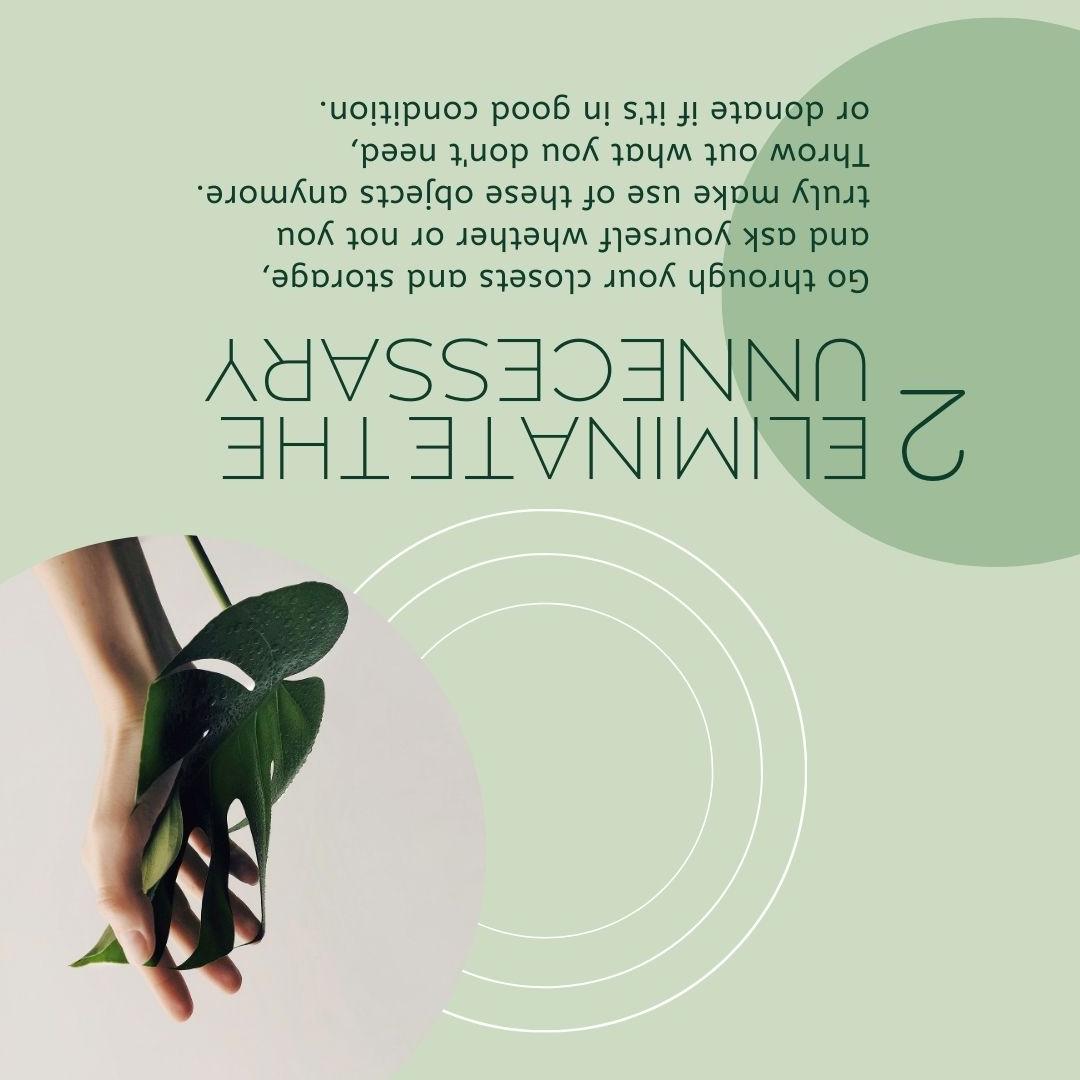 2 ELIMINATE THE
UNNECESSARY
Go through your closets and storage,
and ask yourself whether or not you
truly make use of these objects anymore.
Throw out what you don't need,
or donate if it's in good condition.